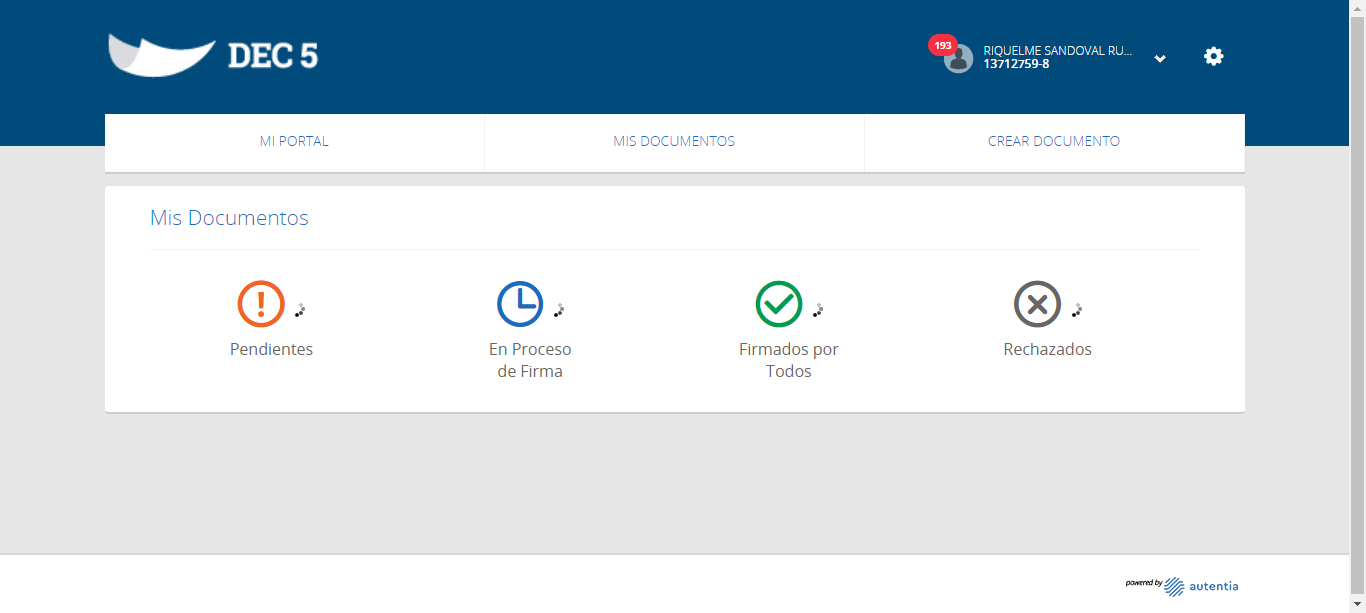 DEC 5
193
RIQUELME SANDOVAL RU...
13712759-8
MI PORTAL
MIS DOCUMENTOS
CREAR DOCUMENTO
Mis Documentos
Pendientes
En Proceso
de Firma
Firmados por
Todos
Rechazados
powered by
autentia